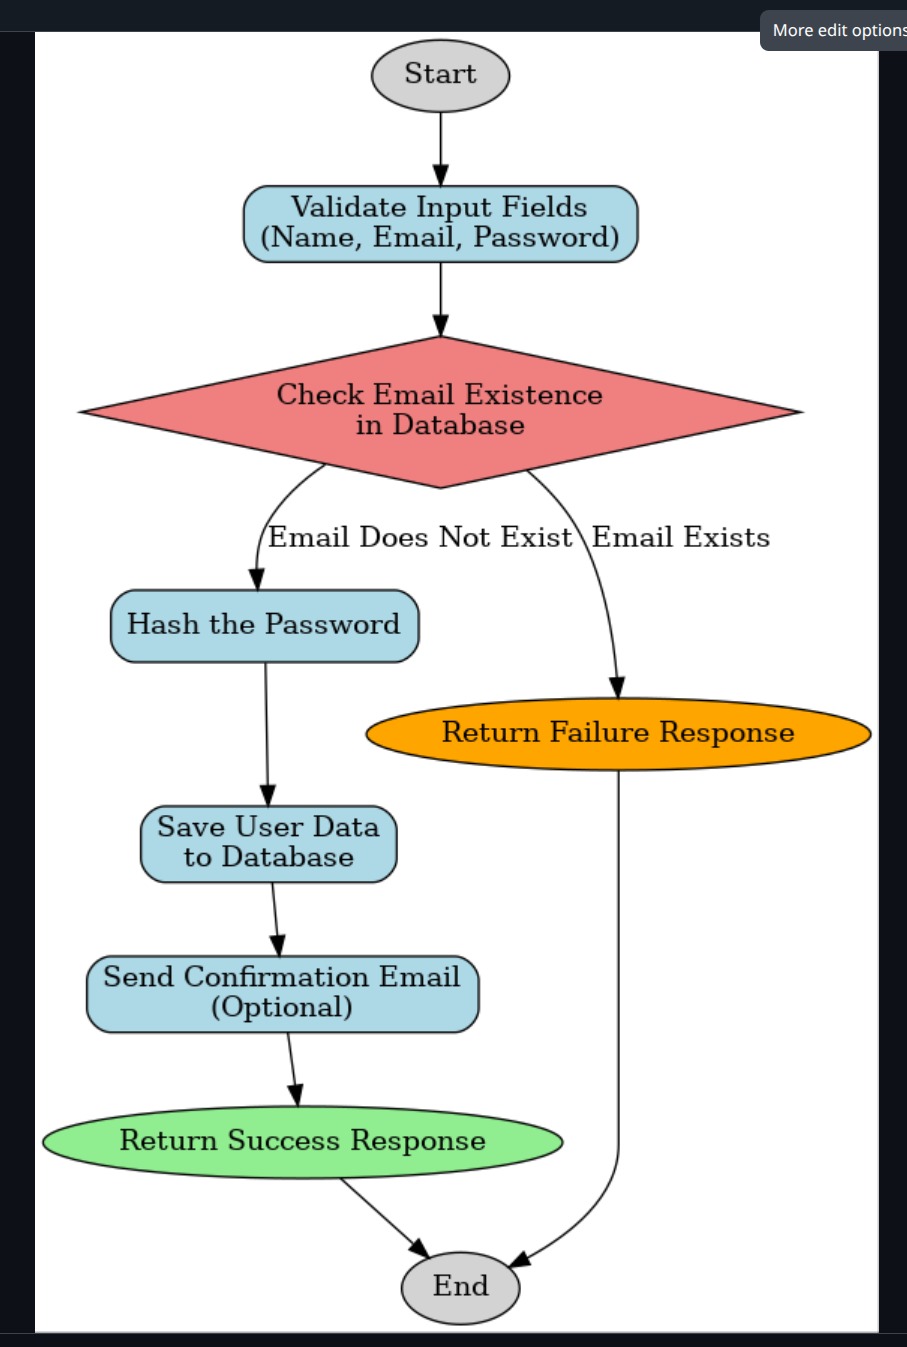 More edit options
Start
Validate Input Fields
(Name, Email, Password)
Check Email Existence
in Database
Email Does Not Exist
Email Exists
Hash the Password
Return Failure Response
Save User Data
to Database
Send Confirmation Email
(Optional)
Return Success Response
End